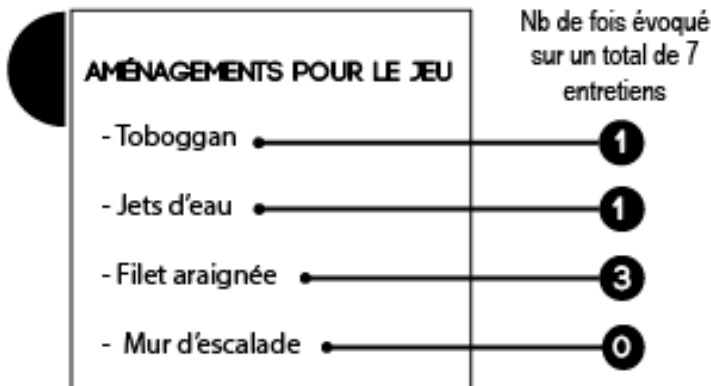 Nb de fois évoqué
sur un total de 7
entretiens
AMÉNAGEMENTS POUR LE JEU
- Toboggan 1
- Jets d'eau 1
- Filet araignée 3
- Mur d'escalade 0